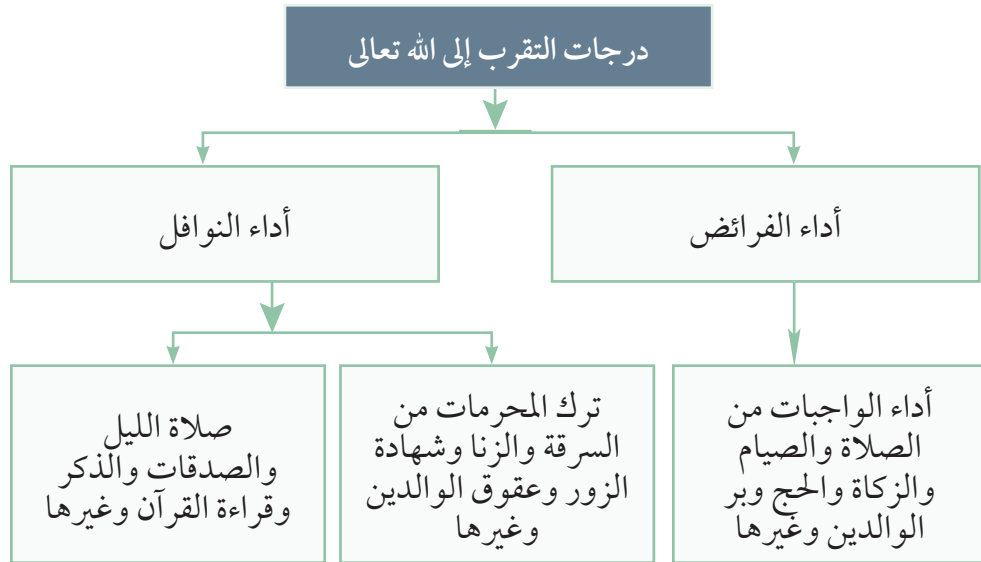 درجات التقرب إلى الله تعالى
أداء الفرائض
أداء النوافل
أداء الواجبات من
الصلاة والصيام
والزكاة والحج وبر
الوالدين وغيرها
ترك المحرمات من
السرقة والزنا وشهادة
الزور وعقوق الوالدين
وغيرها
صلاة الليل
والصدقات والذكر
وقراءة القرآن وغيرها